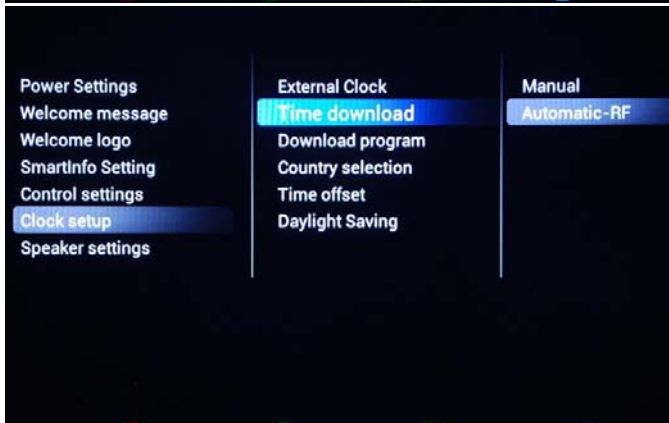 Power Settings
Welcome message
Welcome logo
SmartInfo Setting
Control settings
Clock setup
Speaker settings
External Clock
Time download
Download program
Country selection
Time offset
Daylight Saving
Manual
Automatic-RF